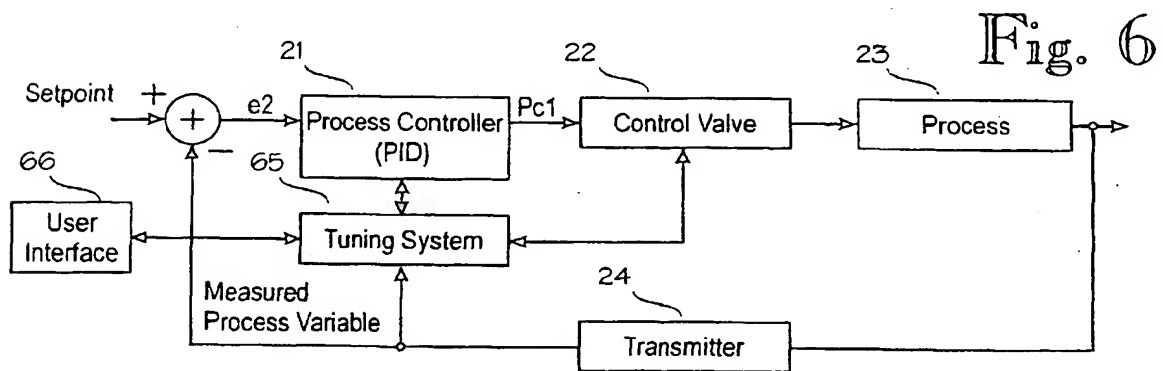 Fig. 6
21
22
23
Setpoint
+
+
−
e2
Process Controller
(PID)
Pc1
Control Valve
Process
66
65
User
Interface
Tuning System
Measured
Process Variable
24
Transmitter